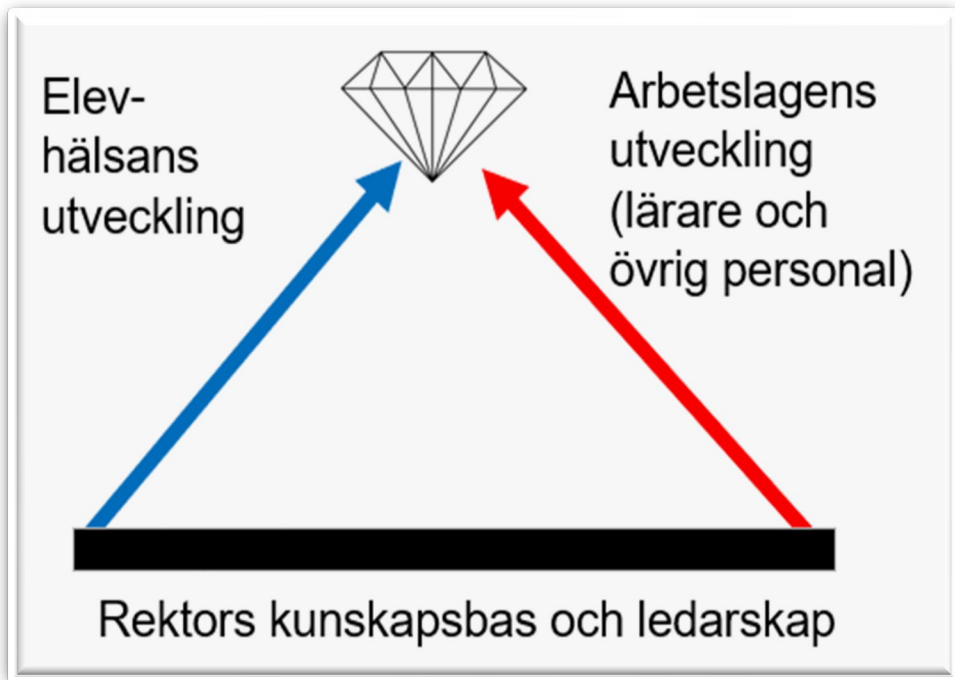 Elev-
hälsans
utveckling
Arbetslagens
utveckling
(lärare och
övrig personal)
Rektors kunskapsbas och ledarskap